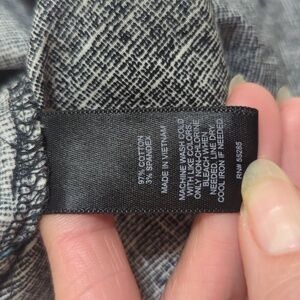 97% COTTON
3% SPANDEX
MADE IN VIETNAM
MACHINE WASH COLD
WITH LIKE COLORS
ONLY NON-CHLORINE
BLEACH WHEN
NEEDED LINE DRY
COOL IRON IF NEEDED.
RN# 55285